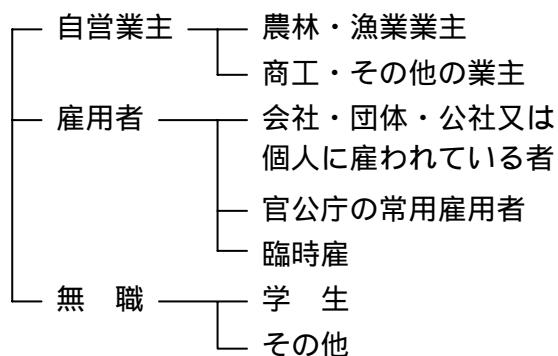 自営業主 農林・漁業業主
商工・その他の業主
雇用者 会社・団体・公社又は
個人に雇われている者
官公庁の常用雇用者
臨時雇
無　職 学　生
その他